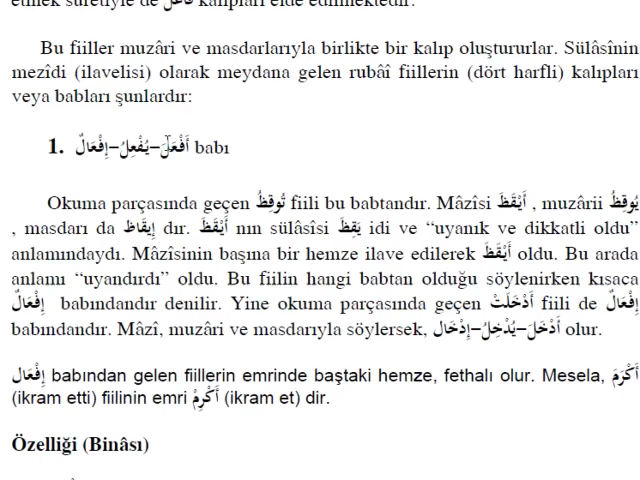 etmek suretiyle de فَاعَلَ kalıpları elde edilmektedir.
Bu fiiller muzâri ve masdarlarıyla birlikte bir kalıp oluştururlar. Sülâsînin
mezîdi (ilavelisi) olarak meydana gelen rubâî fiillerin (dört harfli) kalıpları
veya babları şunlardır:
1. أَفْعَلَ–يُفْعِلُ–إِفْعَالٌ babı
Okuma parçasında geçen تُوقِظُ fiili bu babtandır. Mâzîsi أَيْقَظَ , muzârii يُوقِظُ
, masdarı da إِيقَاظ dır. أَيْقَظَ nın sülâsîsi يَقِظَ idi ve “uyanık ve dikkatli oldu”
anlamındaydı. Mâzîsinin başına bir hemze ilave edilerek أَيْقَظَ oldu. Bu arada
anlamı “uyandırdı” oldu. Bu fiilin hangi babtan olduğu söylenirken kısaca
إِفْعَالٌ babındandır denilir. Yine okuma parçasında geçen أَدْخَلَتْ fiili de إِفْعَالٌ
babındandır. Mâzî, muzâri ve masdarıyla söylersek, أَدْخَلَ–يُدْخِلُ–إِدْخَال olur.
إِفْعَال babından gelen fiillerin emrinde baştaki hemze, fethalı olur. Mesela, أَكْرَمَ
(ikram etti) fiilinin emri أَكْرِمْ (ikram et) dir.
Özelliği (Binâsı)